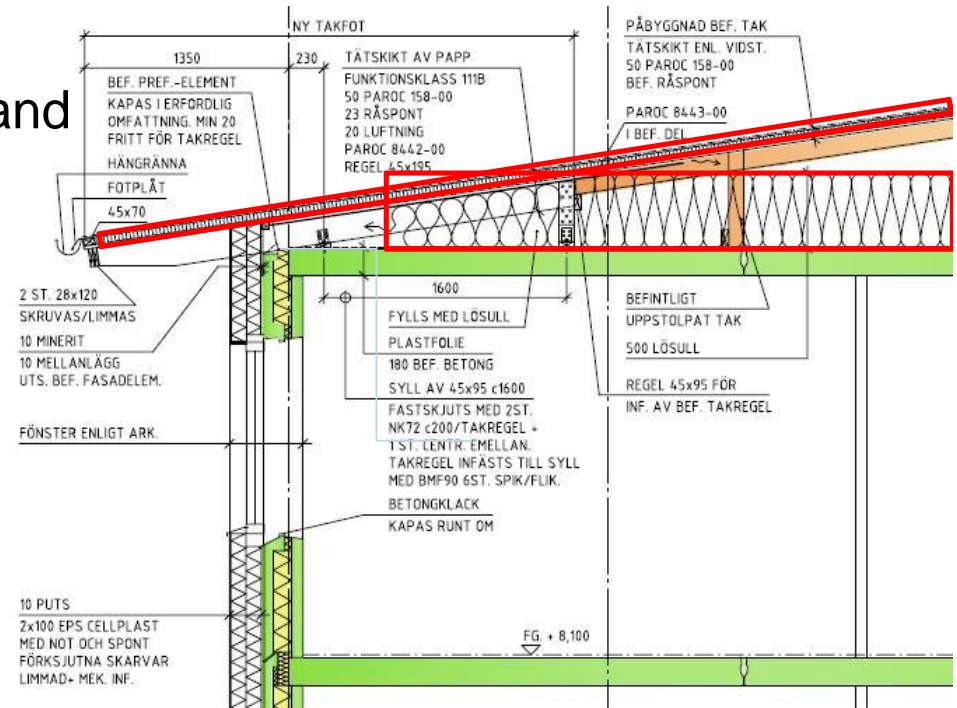 and
NY TAKFOT
1350
230
BEF. PREF.-ELEMENT
KAPAS I ERFORDLIG
OMFATTNING. MIN 20
FRITT FÖR TAKREGEL
HÄNGRÄNNA
FOTPLÅT
45x70
TÄTSKIKT AV PAPP
FUNKTIONSKLASS 111B
50 PAROC 158-00
23 RÅSPONT
20 LUFTNING
PAROC 8442-00
REGEL 45x195
PÅBYGGNAD BEF. TAK
TÄTSKIKT ENL. VIDST.
50 PAROC 158-00
BEF. RÅSPONT
PAROC 8443-00
I BEF. DEL
2 ST. 28x120
SKRUVAS/LIMMAS
10 MINERIT
10 MELLANLÄGG
UTS. BEF. FASADELEM.
FÖNSTER ENLIGT ARK.
1600
FYLLS MED LÖSULL
PLASTFOLIE
180 BEF. BETONG
SYLL AV 45x95 c1600
FASTSKJUTS MED 2ST.
NK72 c200/TAKREGEL +
1 ST. CENTR. EMELLAN.
TAKREGEL INFÄSTS TILL SYLL
MED BMF90 6ST. SPIK/FLIK.
BETONGKLACK
KAPAS RUNT OM
BEFINTLIGT
UPPSTOLPAT TAK
500 LÖSULL
REGEL 45x95 FÖR
INF. AV BEF. TAKREGEL
10 PUTS
2x100 EPS CELLPLAST
MED NOT OCH SPONT
FÖRKSJUTNA SKARVAR
LIMMAD+ MEK. INF.
FG. + 8,100